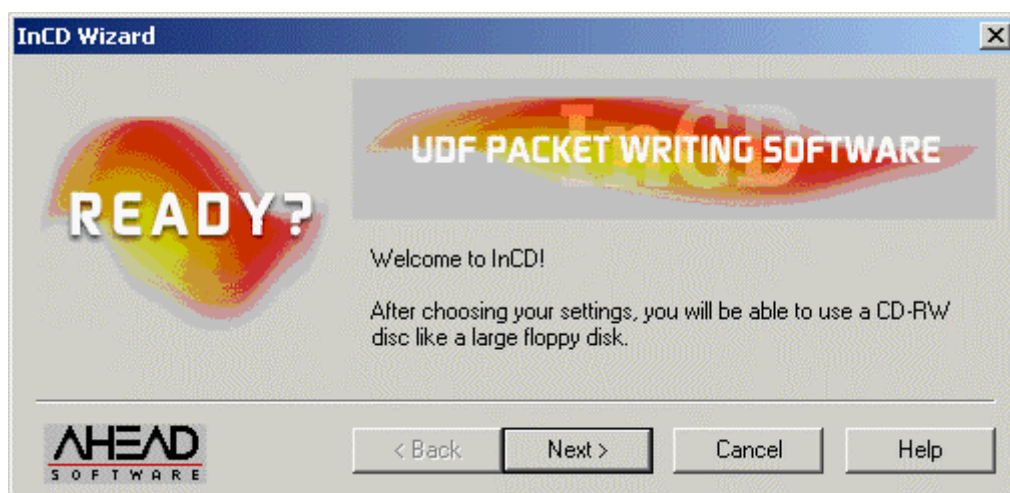 InCD Wizard
READY?
InCD
UDF PACKET WRITING SOFTWARE
Welcome to InCD!
After choosing your settings, you will be able to use a CD-RW
disc like a large floppy disk.
AHEAD
SOFTWARE
< Back
Next >
Cancel
Help